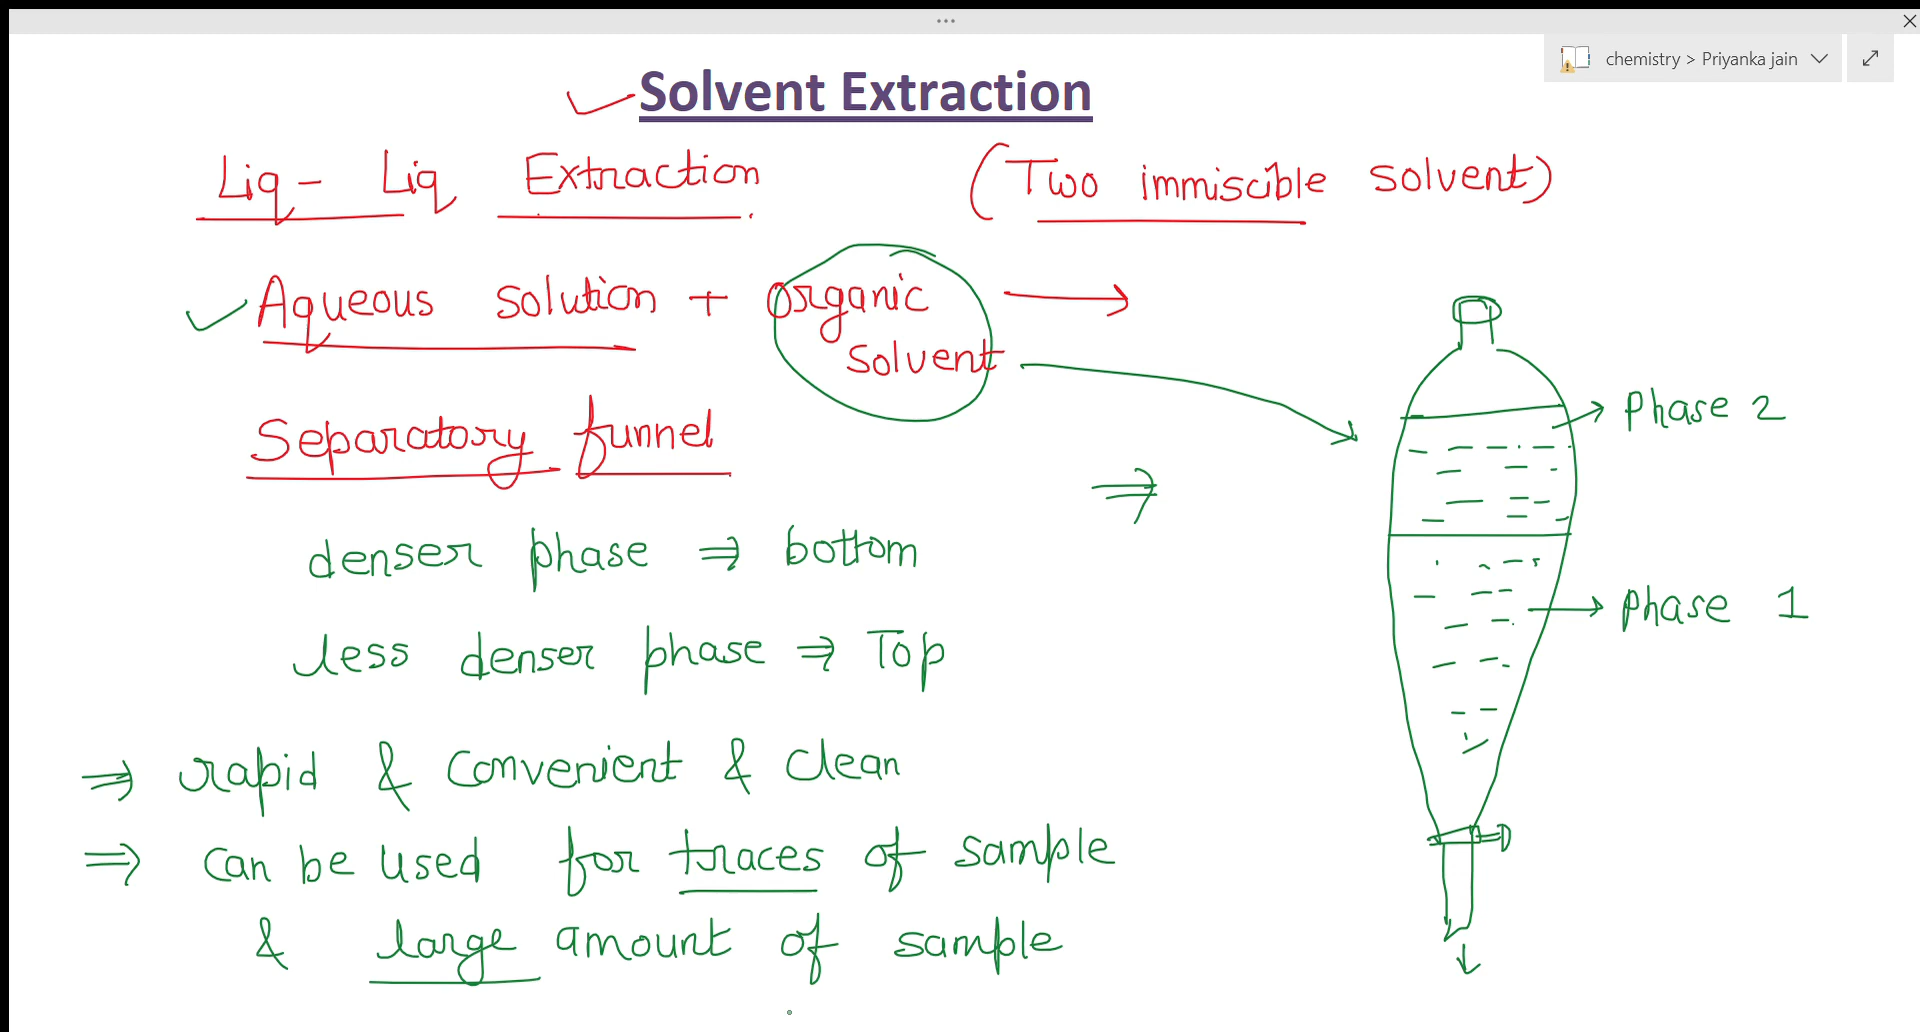 chemistry > Priyanka jain
Solvent Extraction
Liq - Liq Extraction (Two immiscible solvent)
Aqueous solution + organic
solvent
Separatory funnel
Phase 2
denser phase ⇒ bottom
Phase 1
less denser phase ⇒ Top
⇒ rapid & convenient & clean
⇒ can be used for traces of sample
& large amount of sample